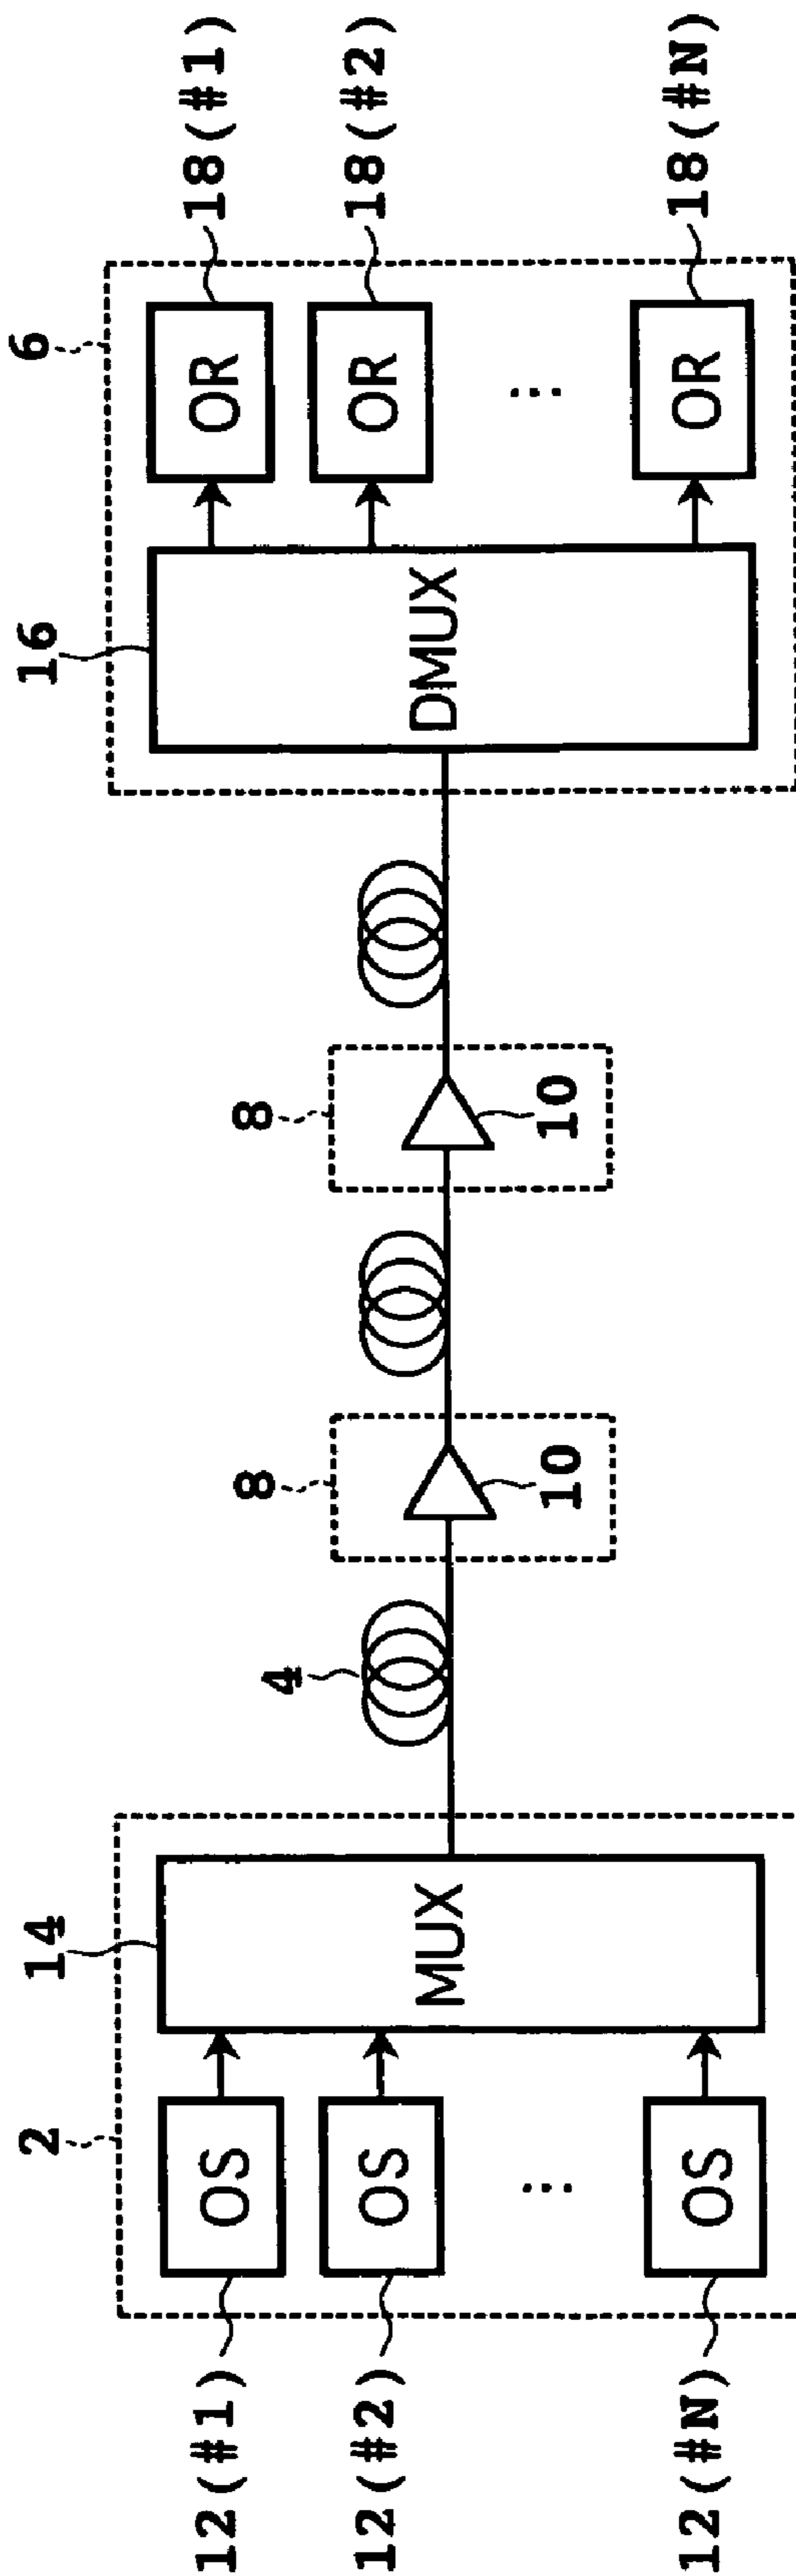 2
14
12(#1)
OS
12(#2)
OS
...
12(#N)
OS
MUX
4
8
10
8
10
6
16
DMUX
OR
18(#1)
OR
18(#2)
...
OR
18(#N)